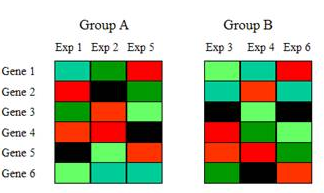 Group A Group B
Exp 1 Exp 2 Exp 5 Exp 3 Exp 4 Exp 6
Gene 1
Gene 2
Gene 3
Gene 4
Gene 5
Gene 6